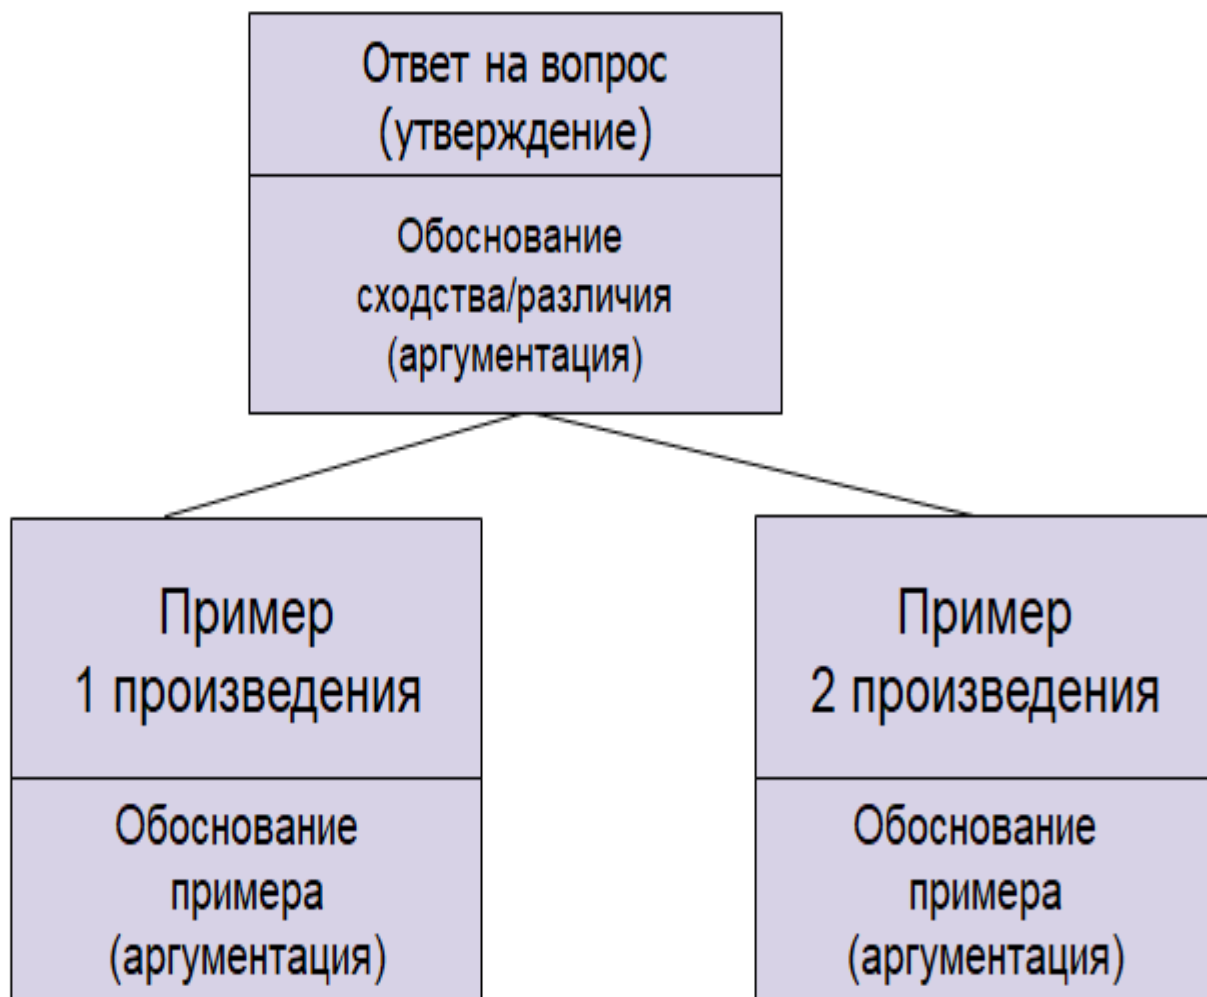 Ответ на вопрос
(утверждение)
Обоснование
сходства/различия
(аргументация)
Пример
1 произведения
Обоснование
примера
(аргументация)
Пример
2 произведения
Обоснование
примера
(аргументация)